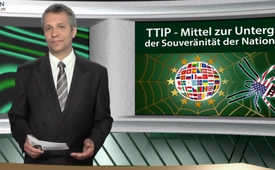 N
TTIP - Mittel zur Unterg
der Souveränität der Nation